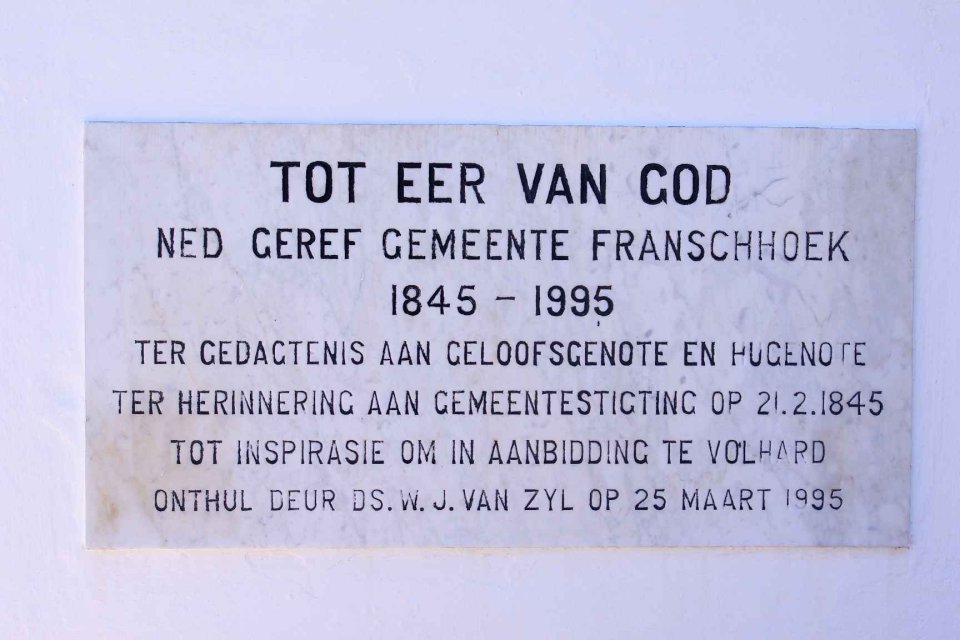 TOT EER VAN GOD
NED GEREF GEMEENTE FRANSCHHOEK
1845 - 1995
TER GEDAGTENIS AAN GELOOFSGENOTE EN HUGENOTE
TER HERINNERING AAN GEMEENTESTIGTING OP 21.2.1845
TOT INSPIRASIE OM IN AANBIDDING TE VOLHARD
ONTHUL DEUR DS. W. J. VAN ZYL OP 25 MAART 1995